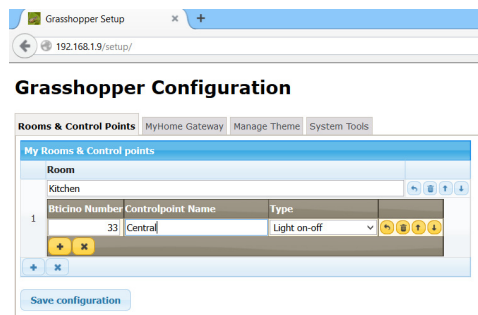 Grasshopper Setup
192.168.1.9/setup/
Grasshopper Configuration
Rooms & Control Points MyHome Gateway Manage Theme System Tools
My Rooms & Control points
Room
Kitchen
Bticino Number Controlpoint Name Type
1
33 Central Light on-off
Save configuration